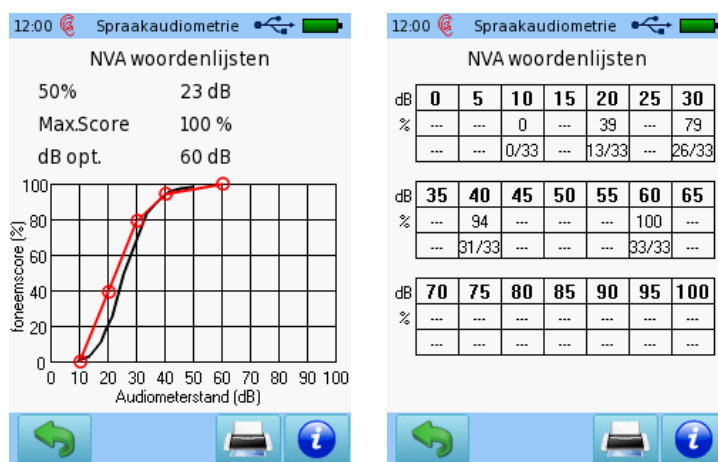 12:00 Spraakaudiometrie
NVA woordenlijsten
50% 23 dB
Max.Score 100 %
dB opt. 60 dB
100
80
60
40
20
0
foneemscore (%)
0 10 20 30 40 50 60 70 80 90 100
Audiometerstand (dB)
12:00 Spraakaudiometrie
NVA woordenlijsten
dB 0 5 10 15 20 25 30
% --- --- 0 --- 39 --- 79
--- --- 0/33 --- 13/33 --- 26/33
dB 35 40 45 50 55 60 65
% --- 94 --- --- --- 100 ---
--- 31/33 --- --- --- 33/33 ---
dB 70 75 80 85 90 95 100
% --- --- --- --- --- --- ---
--- --- --- --- --- --- ---
i